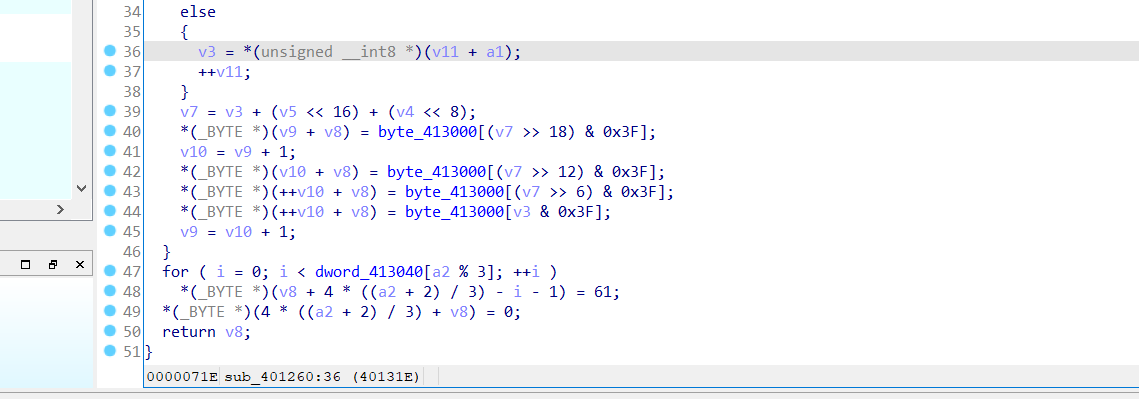 34 else
35 {
36 v3 = *(unsigned __int8 *)(v11 + a1);
37 ++v11;
38 }
39 v7 = v3 + (v5 << 16) + (v4 << 8);
40 *(_BYTE *)(v9 + v8) = byte_413000[(v7 >> 18) & 0x3F];
41 v10 = v9 + 1;
42 *(_BYTE *)(v10 + v8) = byte_413000[(v7 >> 12) & 0x3F];
43 *(_BYTE *)(++v10 + v8) = byte_413000[(v7 >> 6) & 0x3F];
44 *(_BYTE *)(++v10 + v8) = byte_413000[v3 & 0x3F];
45 v9 = v10 + 1;
46 }
47 for ( i = 0; i < dword_413040[a2 % 3]; ++i )
48 *(_BYTE *)(v8 + 4 * ((a2 + 2) / 3) - i - 1) = 61;
49 *(_BYTE *)(4 * ((a2 + 2) / 3) + v8) = 0;
50 return v8;
51 }
0000071E sub_401260:36 (40131E)